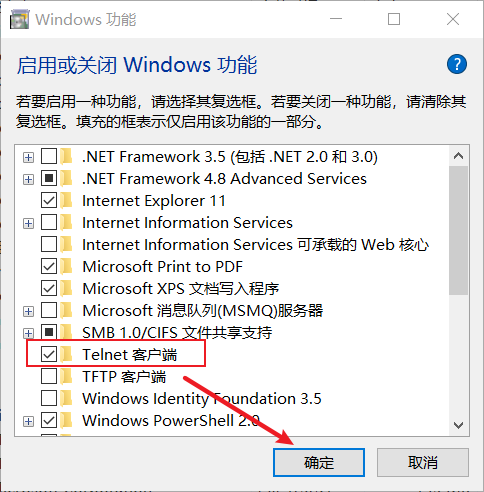 Windows 功能
启用或关闭 Windows 功能
?
若要启用一种功能，请选择其复选框。若要关闭一种功能，请清除其
复选框。填充的框表示仅启用该功能的一部分。
.NET Framework 3.5 (包括 .NET 2.0 和 3.0)
.NET Framework 4.8 Advanced Services
Internet Explorer 11
Internet Information Services
Internet Information Services 可承载的 Web 核心
Microsoft Print to PDF
Microsoft XPS 文档写入程序
Microsoft 消息队列(MSMQ)服务器
SMB 1.0/CIFS 文件共享支持
Telnet 客户端
TFTP 客户端
Windows Identity Foundation 3.5
Windows PowerShell 2.0
确定
取消